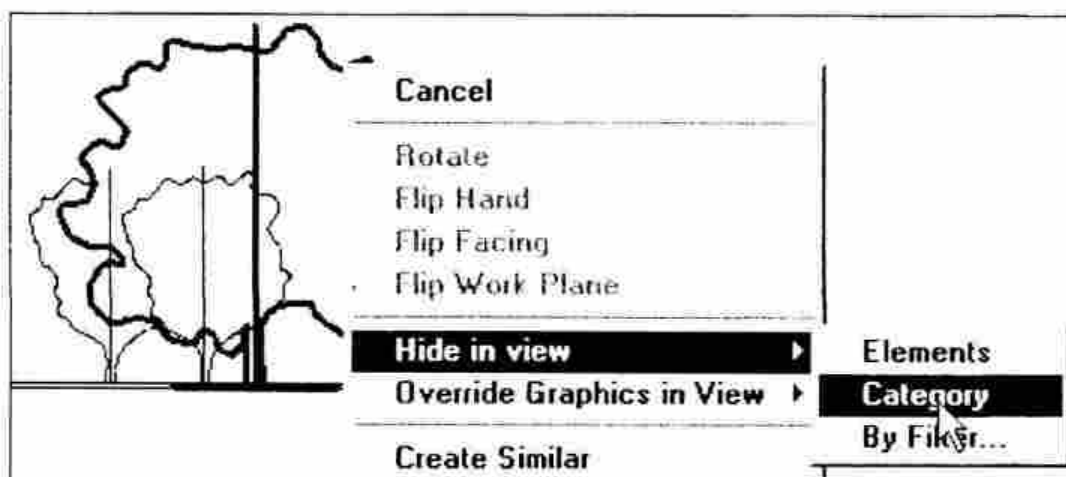 Cancel
Rotate
Flip Hand
Flip Facing
Flip Work Plane
Hide in view
Override Graphics in View
Create Similar
Elements
Category
By Filter...